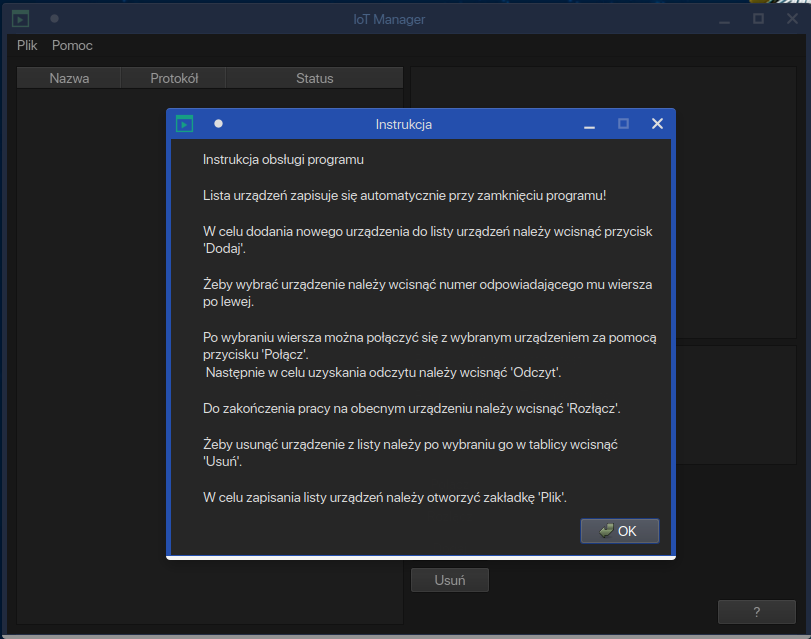 IoT Manager
Plik Pomoc
Nazwa Protokół Status
Instrukcja
Instrukcja obsługi programu
Lista urządzeń zapisuje się automatycznie przy zamknięciu programu!
W celu dodania nowego urządzenia do listy urządzeń należy wcisnąć przycisk
'Dodaj'.
Żeby wybrać urządzenie należy wcisnąć numer odpowiadającego mu wiersza
po lewej.
Po wybraniu wiersza można połączyć się z wybranym urządzeniem za pomocą
przycisku 'Połącz'.
Następnie w celu uzyskania odczytu należy wcisnąć 'Odczyt'.
Do zakończenia pracy na obecnym urządzeniu należy wcisnąć 'Rozłącz'.
Żeby usunąć urządzenie z listy należy po wybraniu go w tablicy wcisnąć
'Usuń'.
W celu zapisania listy urządzeń należy otworzyć zakładkę 'Plik'.
OK
Usuń
?